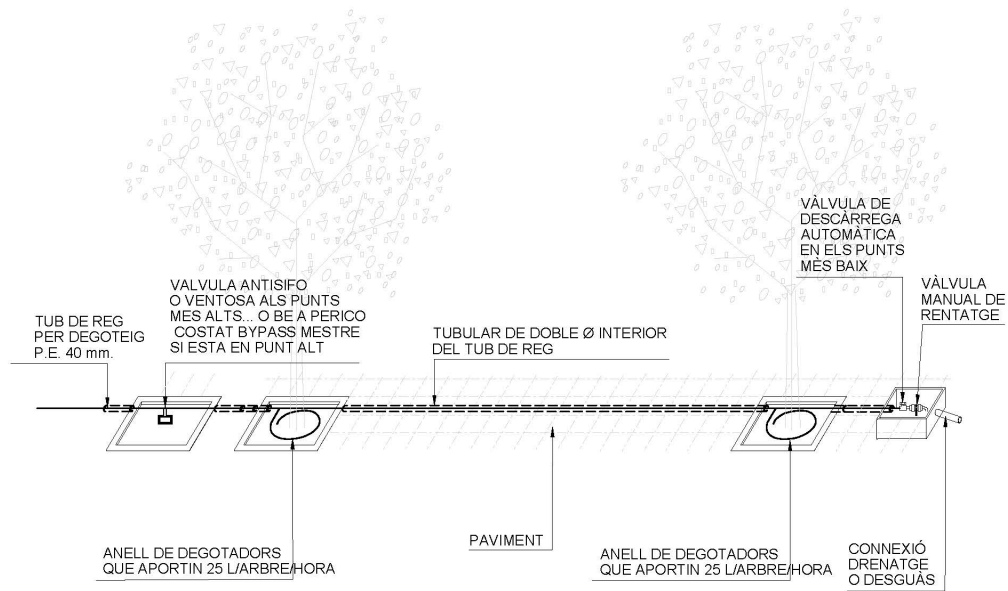 VÀLVULA DE
DESCÀRREGA
AUTOMÀTICA
EN ELS PUNTS
MÈS BAIX
VÀLVULA
MANUAL DE
RENTATGE
VALVULA ANTISIFO
O VENTOSA ALS PUNTS
MES ALTS... O BE A PERICO
COSTAT BYPASS MESTRE
SI ESTA EN PUNT ALT
TUB DE REG
PER DEGOTEIG
P.E. 40 mm.
TUBULAR DE DOBLE Ø INTERIOR
DEL TUB DE REG
ANELL DE DEGOTADORS
QUE APORTIN 25 L/ARBRE/HORA
PAVIMENT
ANELL DE DEGOTADORS
QUE APORTIN 25 L/ARBRE/HORA
CONNEXIÓ
DRENATGE
O DESGUÀS